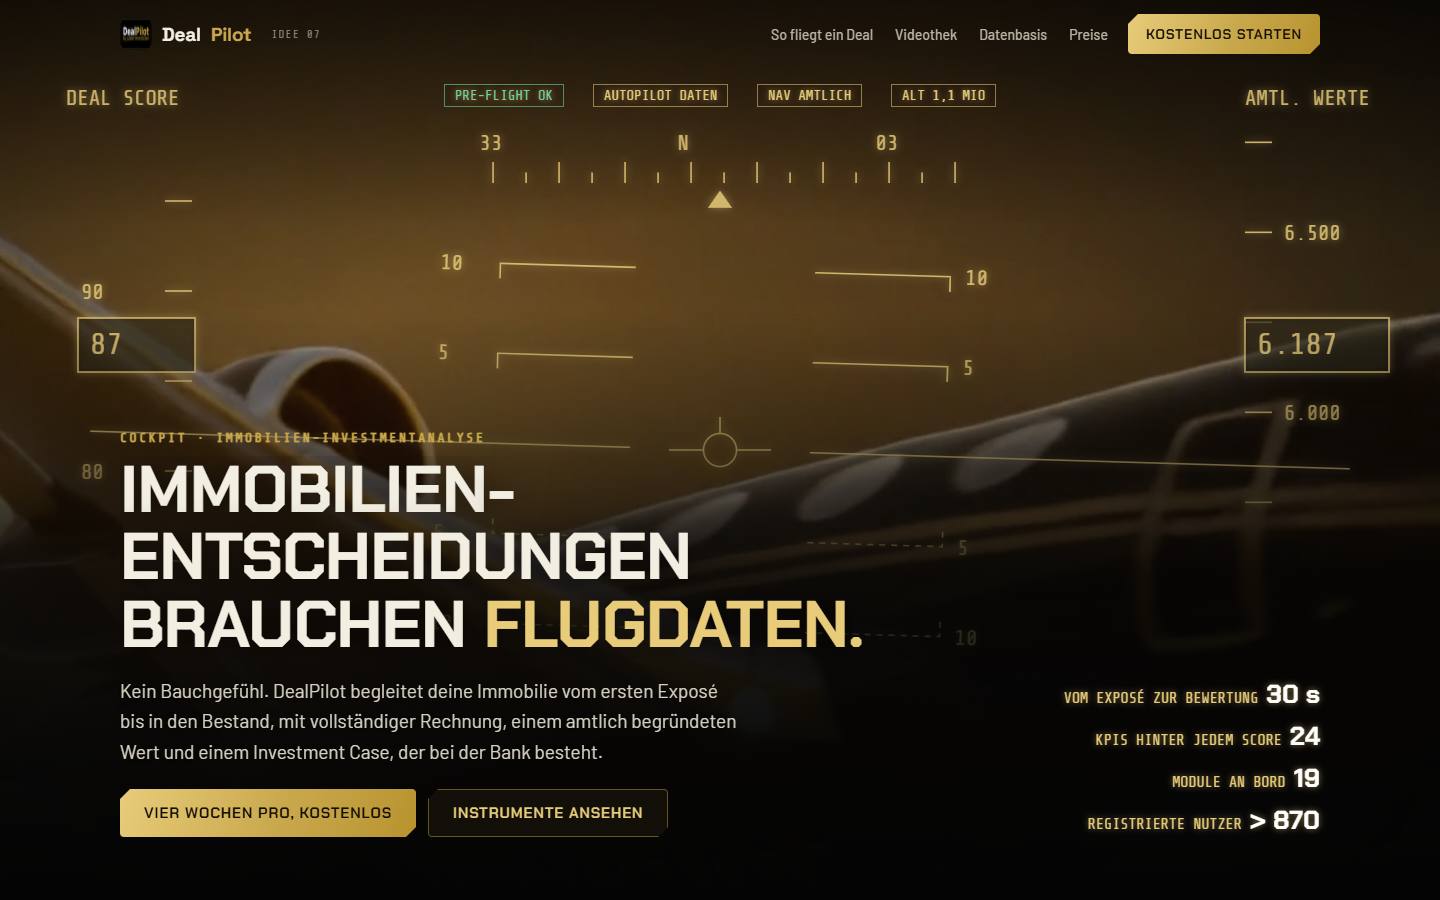 Deal Pilot IDEE 07
So fliegt ein Deal Videothek Datenbasis Preise KOSTENLOS STARTEN
DEAL SCORE PRE-FLIGHT OK AUTOPILOT DATEN NAV AMTLICH ALT 1,1 MIO AMTL. WERTE
33 N 03
6.500
10 10
90
87 6.187
5 5
6.000
COCKPIT · IMMOBILIEN-INVESTMENTANALYSE
80
IMMOBILIEN-
5 5
ENTSCHEIDUNGEN
BRAUCHEN FLUGDATEN.
10
Kein Bauchgefühl. DealPilot begleitet deine Immobilie vom ersten Exposé
bis in den Bestand, mit vollständiger Rechnung, einem amtlich begründeten
Wert und einem Investment Case, der bei der Bank besteht.
VOM EXPOSÉ ZUR BEWERTUNG 30 s
KPIS HINTER JEDEM SCORE 24
MODULE AN BORD 19
REGISTRIERTE NUTZER > 870
VIER WOCHEN PRO, KOSTENLOS INSTRUMENTE ANSEHEN